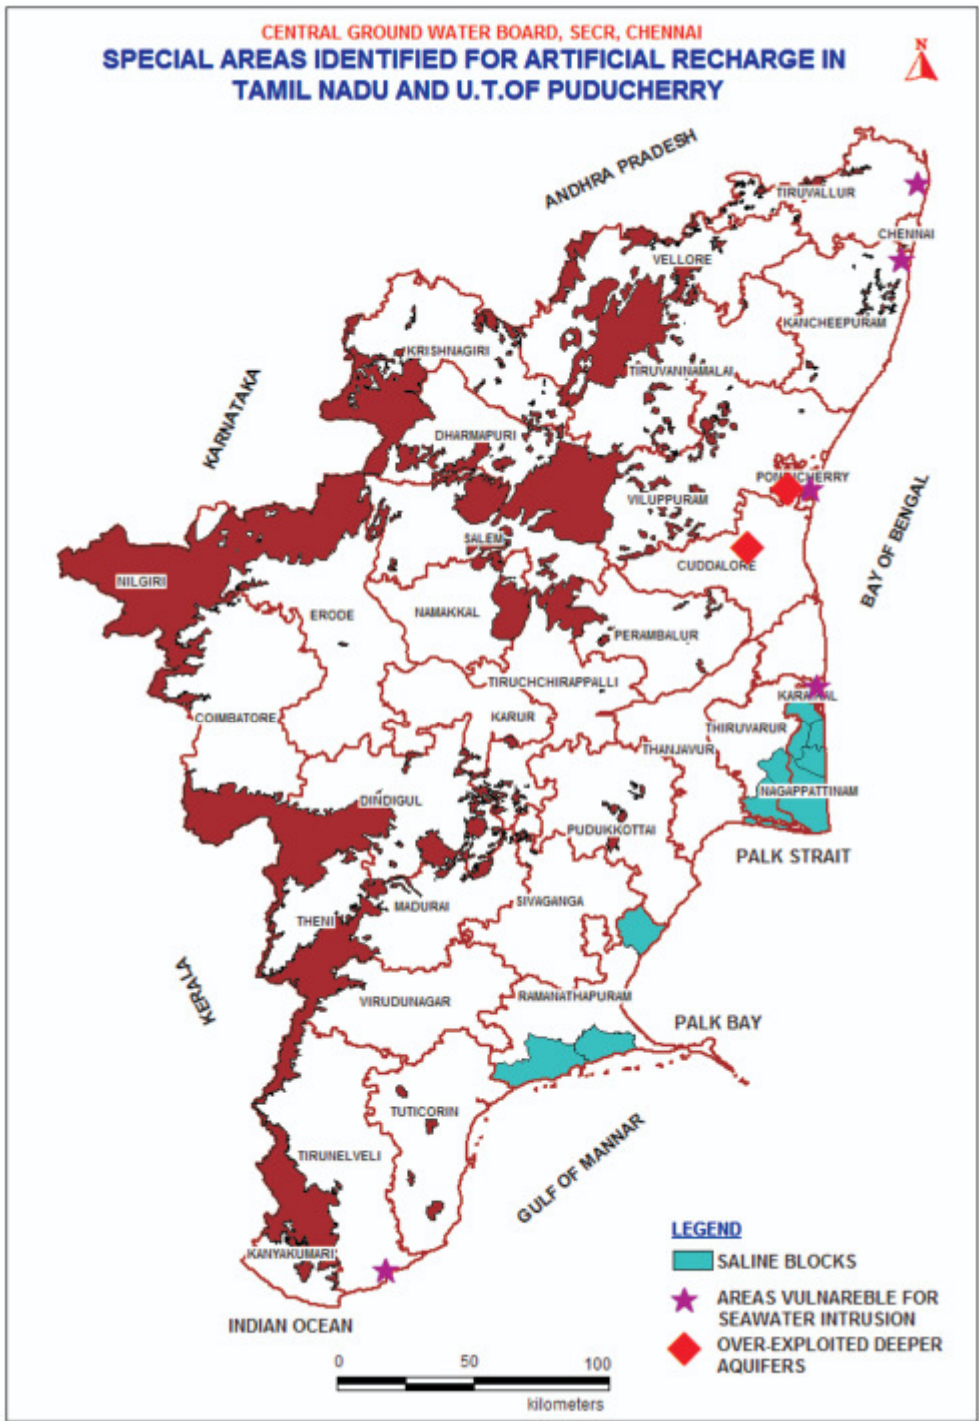 CENTRAL GROUND WATER BOARD, SECR, CHENNAI
SPECIAL AREAS IDENTIFIED FOR ARTIFICIAL RECHARGE IN
TAMIL NADU AND U.T.OF PUDUCHERRY
N
ANDHRA PRADESH
TIRUVALLUR
CHENNAI
VELLORE
KANCHEEPURAM
KRISHNAGIRI
TIRUVANNAMALAI
KARNATAKA
DHARMAPURI
VILUPPURAM
BAY OF BENGAL
SALEM
CUDDALORE
NILGIRI
ERODE
NAMAKKAL
PERAMBALUR
TIRUCHCHIRAPPALLI
COIMBATORE
KARUR
THIRUVARUR
THANJAVUR
NAGAPPATTINAM
DINDIGUL
PUDUKKOTTAI
PALK STRAIT
MADURAI
SIVAGANGA
THENI
KERALA
VIRUDUNAGAR
RAMANATHAPURAM
PALK BAY
TUTICORIN
TIRUNELVELI
GULF OF MANNAR
KANYAKUMARI
INDIAN OCEAN
LEGEND
SALINE BLOCKS
AREAS VULNAREBLE FOR
SEAWATER INTRUSION
OVER-EXPLOITED DEEPER
AQUIFERS
0 50 100
kilometers